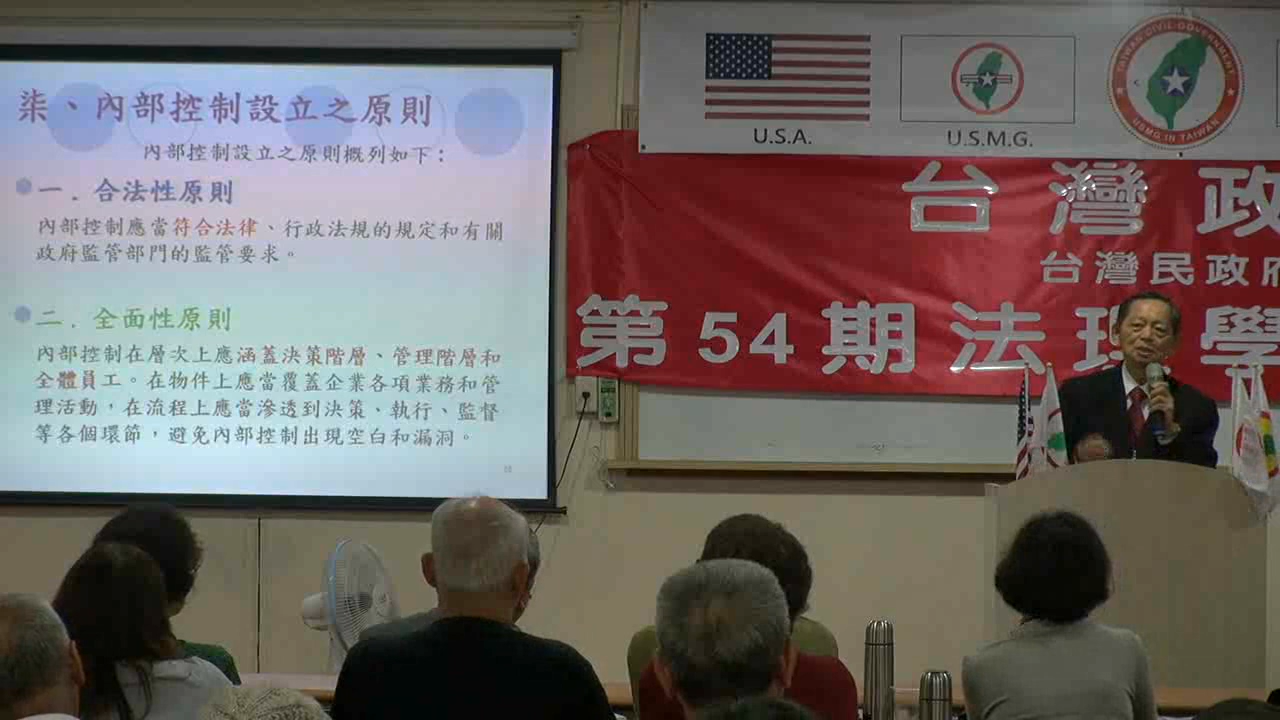 柒、內部控制設立之原則
內部控制設立之原則概列如下：
一．合法性原則
內部控制應當符合法律、行政法規的規定和有關
政府監管部門的監管要求。
二．全面性原則
內部控制在層次上應涵蓋決策階層、管理階層和
全體員工。在物件上應當覆蓋企業各項業務和管
理活動，在流程上應當滲透到決策、執行、監督
等各個環節，避免內部控制出現空白和漏洞。
U.S.A.
U.S.M.G.
TAIWAN CIVIL GOVERNMENT
USMG IN TAIWAN
台灣政
台灣民政府
第54期法理學